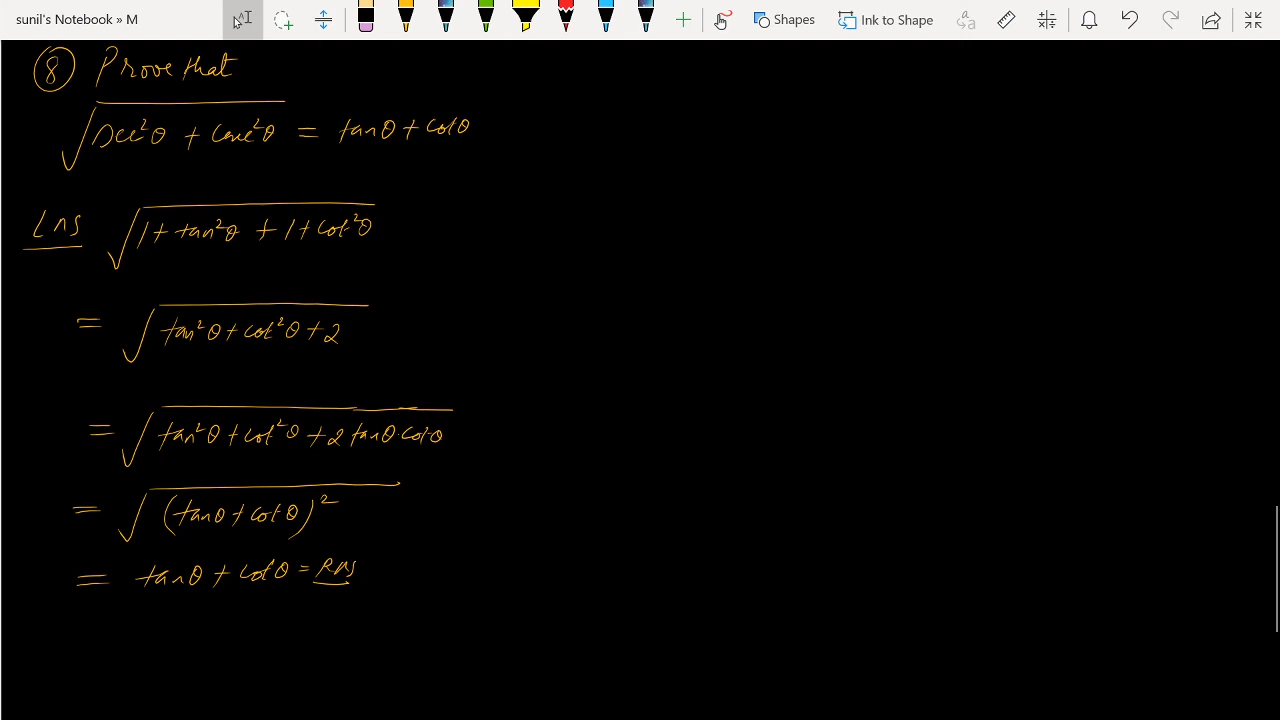 sunil's Notebook » M
Shapes
Ink to Shape
⑧ Prove that
√(sec²θ + cosec²θ) = tanθ + cotθ
LHS √(1 + tan²θ + 1 + cot²θ)
= √(tan²θ + cot²θ + 2)
= √(tan²θ + cot²θ + 2 tanθ·cotθ)
= √((tanθ + cotθ)²)
= tanθ + cotθ = RHS